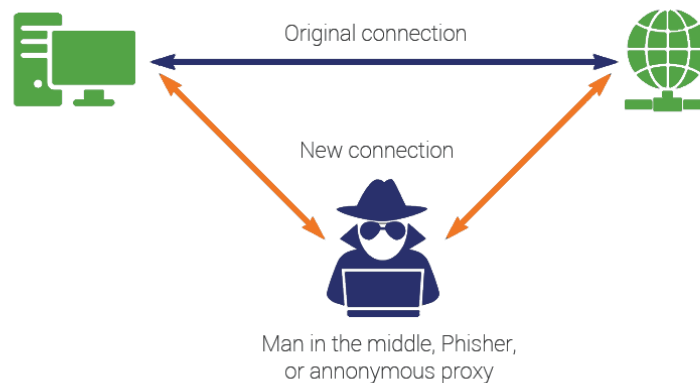 Original connection
New connection
Man in the middle, Phisher,
or annonymous proxy